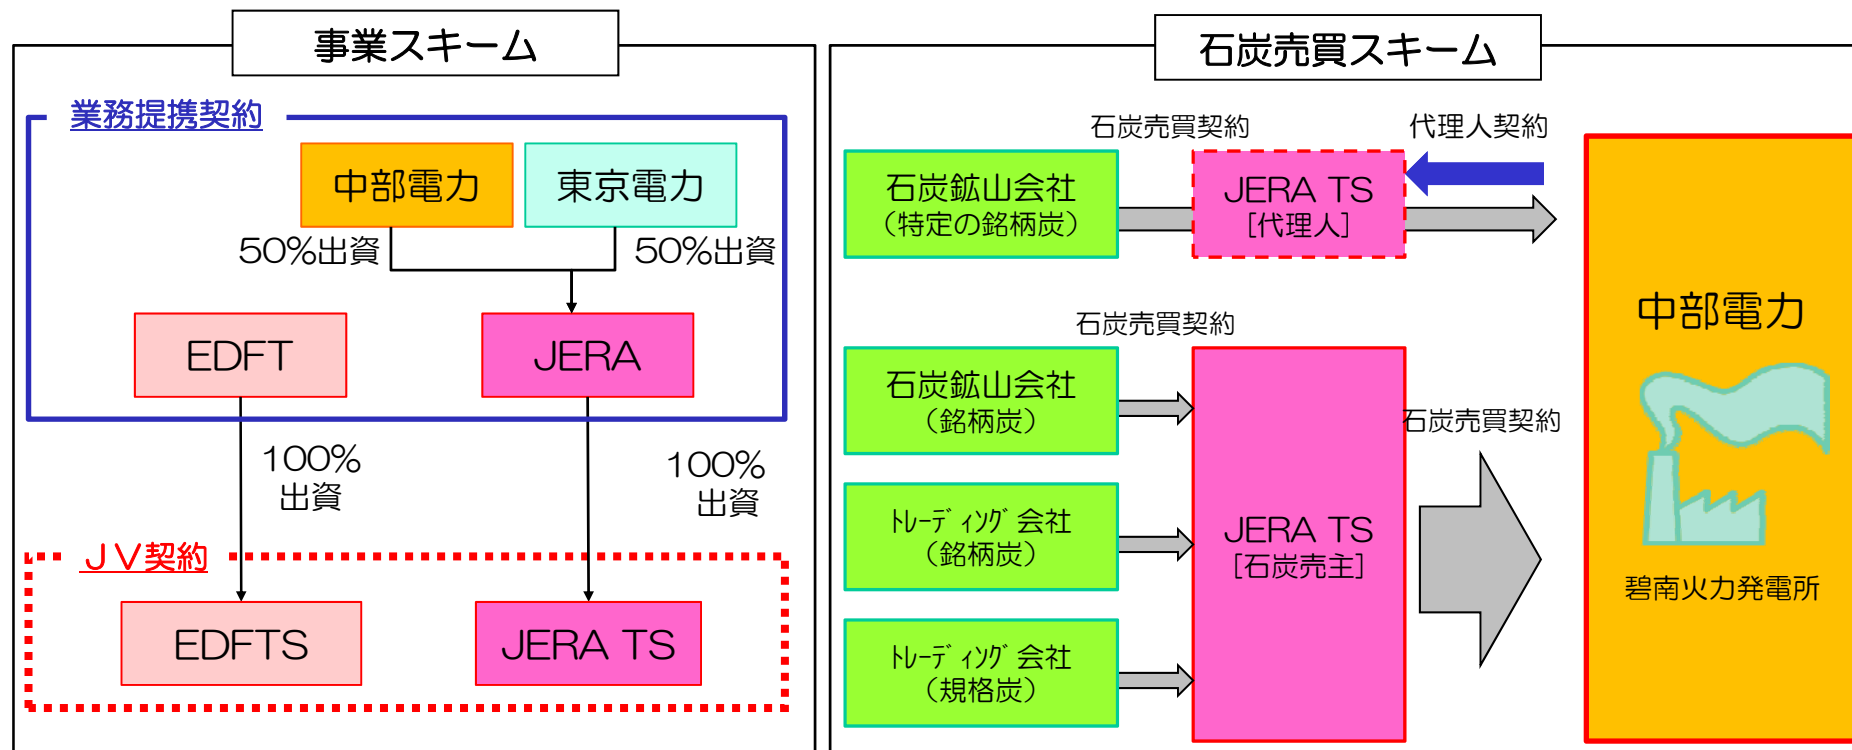 事業スキーム
業務提携契約
中部電力
東京電力
50%出資
50%出資
EDFT
JERA
100%
出資
100%
出資
JV契約
EDFTS
JERA TS
石炭売買スキーム
石炭売買契約
代理人契約
石炭鉱山会社
（特定の銘柄炭）
JERA TS
[代理人]
石炭売買契約
石炭鉱山会社
（銘柄炭）
ﾄﾚｰﾃﾞｨﾝｸﾞ会社
（銘柄炭）
ﾄﾚｰﾃﾞｨﾝｸﾞ会社
（規格炭）
JERA TS
[石炭売主]
石炭売買契約
中部電力
碧南火力発電所